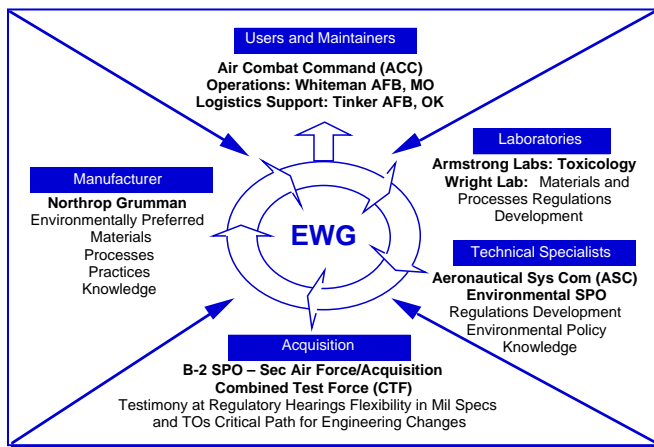 Users and Maintainers
Air Combat Command (ACC)
Operations: Whiteman AFB, MO
Logistics Support: Tinker AFB, OK
Laboratories
Armstrong Labs: Toxicology
Wright Lab: Materials and
Processes Regulations
Development
Manufacturer
Northrop Grumman
Environmentally Preferred
Materials
Processes
Practices
Knowledge
EWG
Technical Specialists
Aeronautical Sys Com (ASC)
Environmental SPO
Regulations Development
Environmental Policy
Knowledge
Acquisition
B-2 SPO – Sec Air Force/Acquisition
Combined Test Force (CTF)
Testimony at Regulatory Hearings Flexibility in Mil Specs
and TOs Critical Path for Engineering Changes